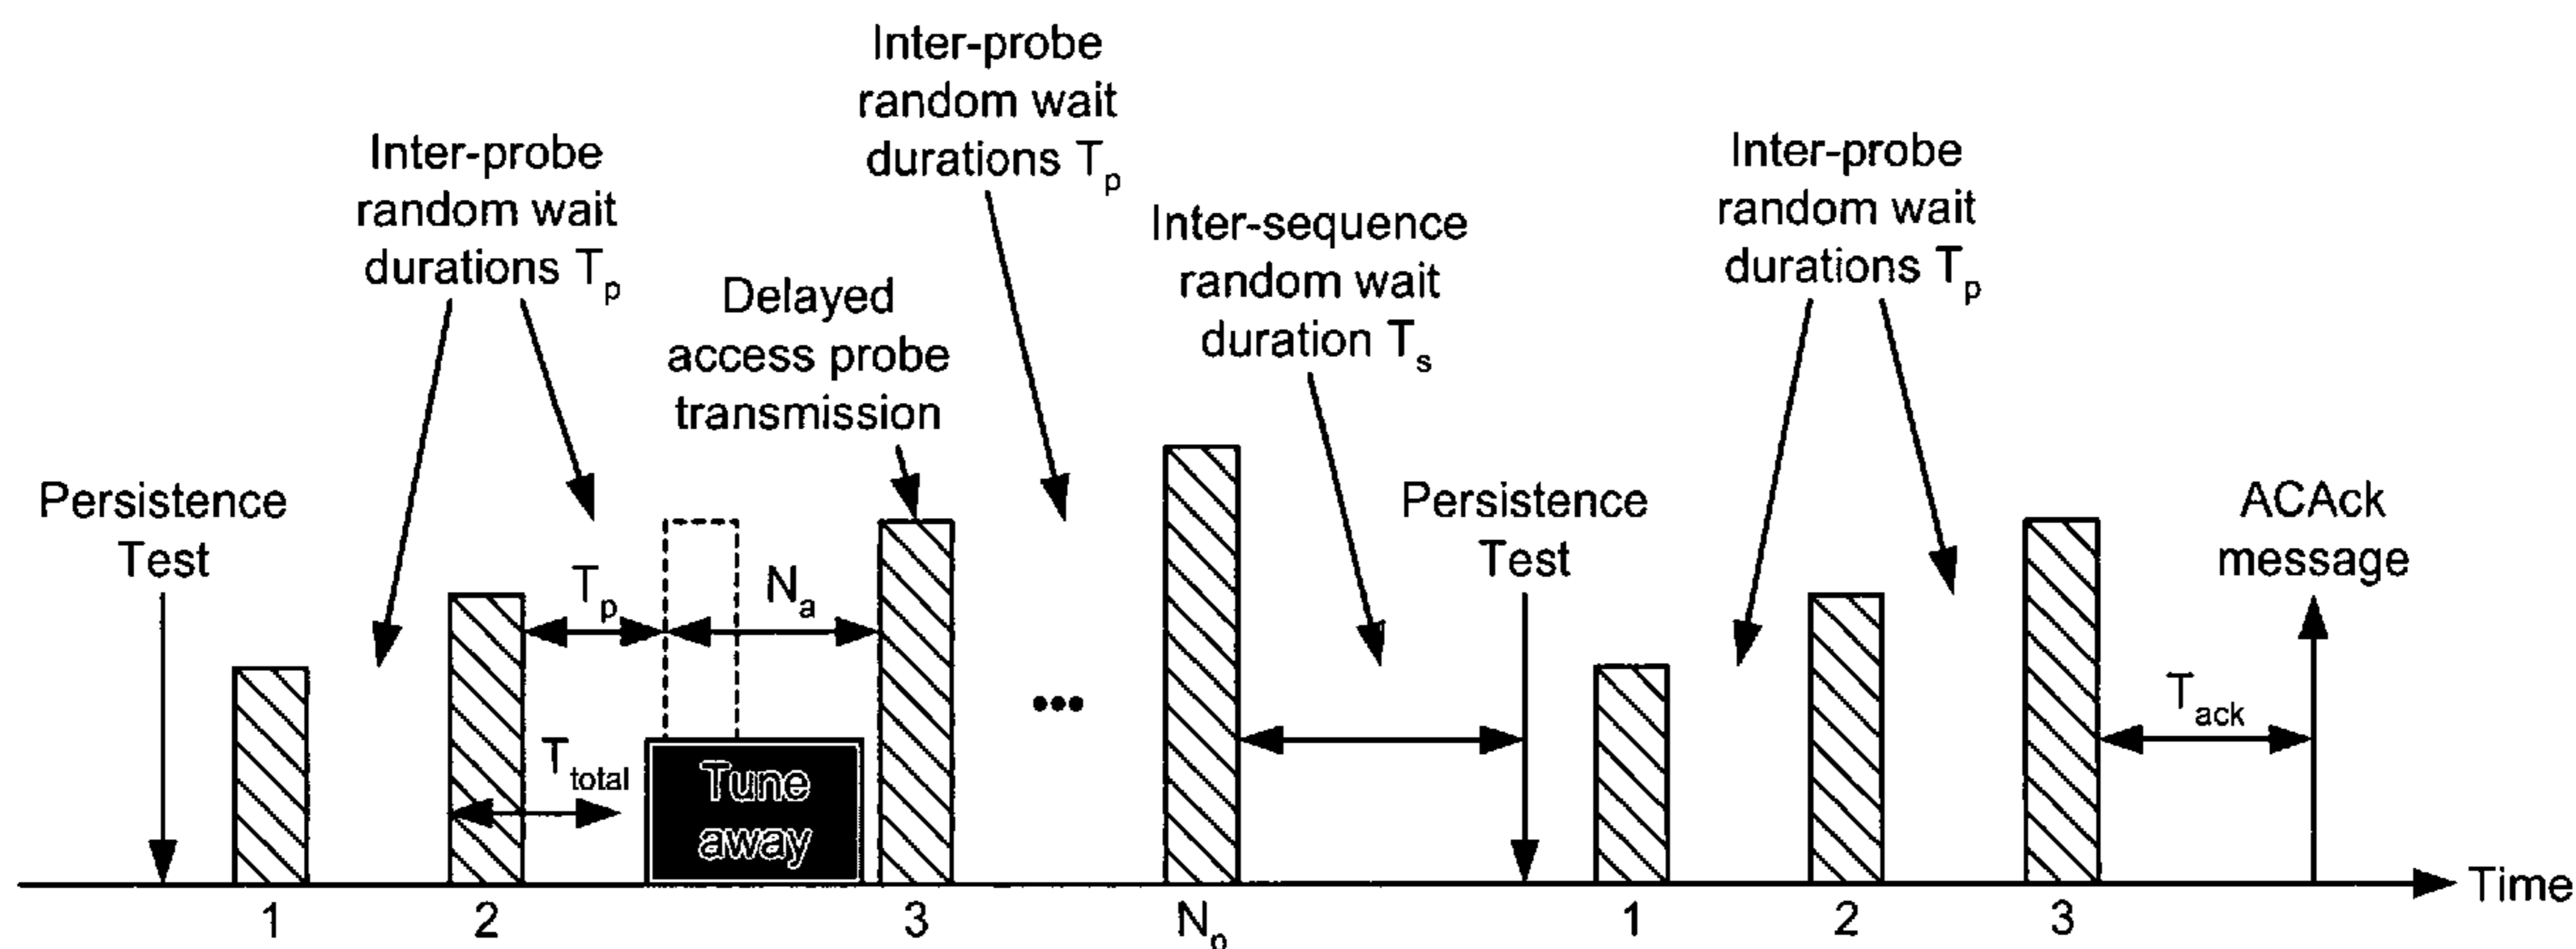 Inter-probe
random wait
durations Tp
Inter-probe
random wait
durations Tp
Inter-probe
random wait
durations Tp
Inter-sequence
random wait
duration Ts
Delayed
access probe
transmission
Persistence
Test
Persistence
Test
ACAck
message
Tp
Na
Ttotal
Tune
away
•••
Tack
Time
1
2
3
Np
1
2
3